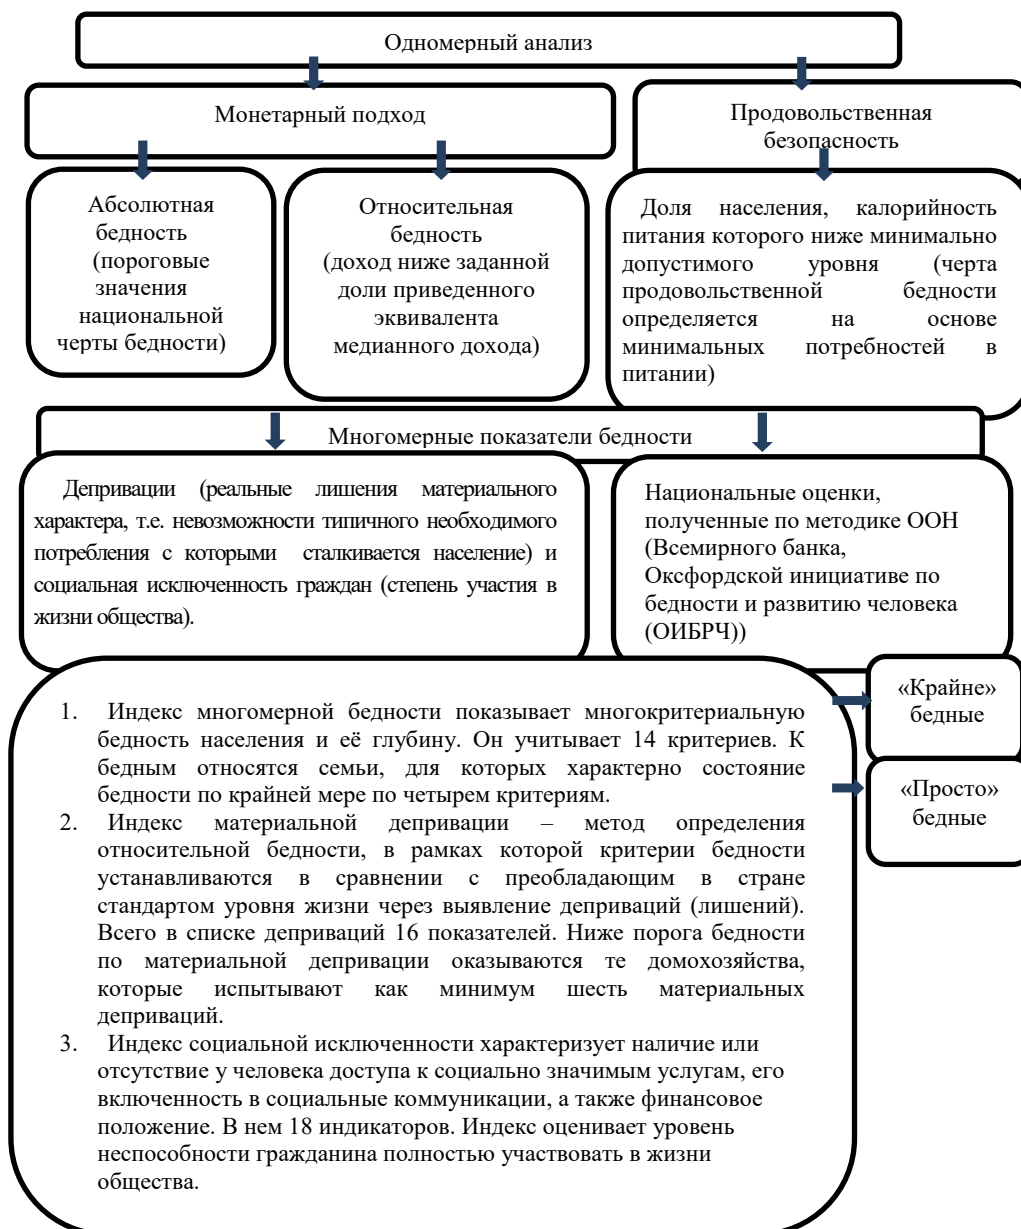 Одномерный анализ
Монетарный подход
Продовольственная
безопасность
Абсолютная
бедность
(пороговые
значения
национальной
черты бедности)
Относительная
бедность
(доход ниже заданной
доли приведенного
эквивалента
медианного дохода)
Доля населения, калорийность
питания которого ниже минимально
допустимого уровня (черта
продовольственной бедности
определяется на основе
минимальных потребностей в
питании)
Многомерные показатели бедности
Депривации (реальные лишения материального
характера, т.е. невозможности типичного необходимого
потребления с которыми сталкивается население) и
социальная исключенность граждан (степень участия в
жизни общества).
Национальные оценки,
полученные по методике ООН
(Всемирного банка,
Оксфордской инициативе по
бедности и развитию человека
(ОИБРЧ))
1. Индекс многомерной бедности показывает многокритериальную
бедность населения и её глубину. Он учитывает 14 критериев. К
бедным относятся семьи, для которых характерно состояние
бедности по крайней мере по четырем критериям.
2. Индекс материальной депривации – метод определения
относительной бедности, в рамках которой критерии бедности
устанавливаются в сравнении с преобладающим в стране
стандартом уровня жизни через выявление деприваций (лишений).
Всего в списке деприваций 16 показателей. Ниже порога бедности
по материальной депривации оказываются те домохозяйства,
которые испытывают как минимум шесть материальных
деприваций.
3. Индекс социальной исключенности характеризует наличие или
отсутствие у человека доступа к социально значимым услугам, его
включенность в социальные коммуникации, а также финансовое
положение. В нем 18 индикаторов. Индекс оценивает уровень
неспособности гражданина полностью участвовать в жизни
общества.
«Крайне»
бедные
«Просто»
бедные